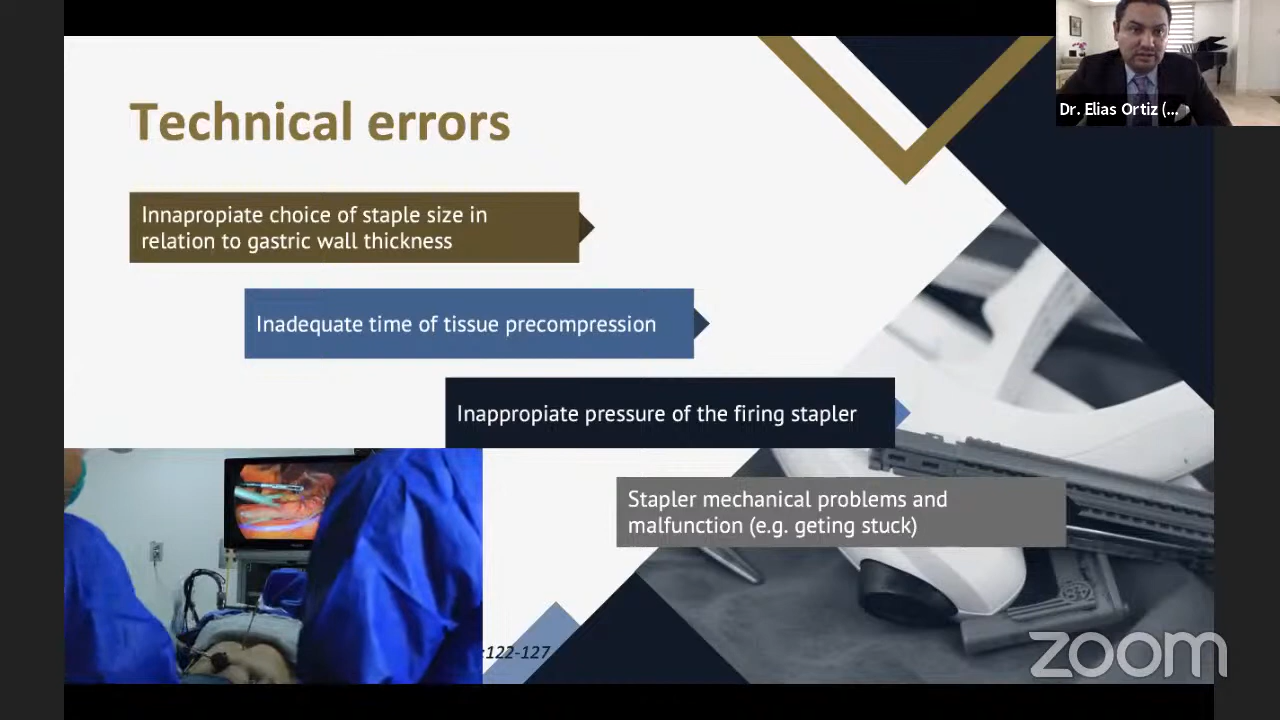 Technical errors
Dr. Elias Ortiz (...
Innapropiate choice of staple size in
relation to gastric wall thickness
Inadequate time of tissue precompression
Inappropiate pressure of the firing stapler
Stapler mechanical problems and
malfunction (e.g. geting stuck)
:122-127
zoom